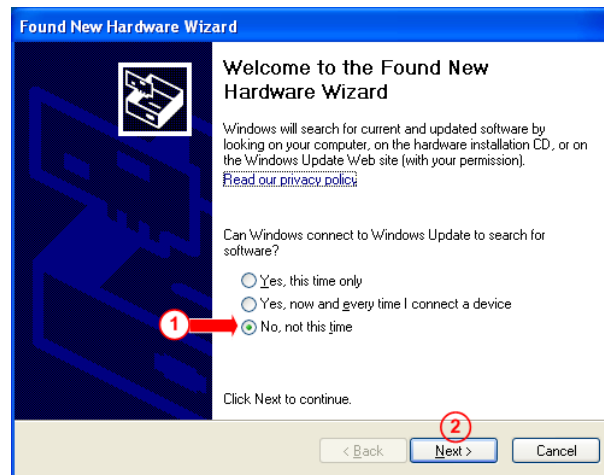 Found New Hardware Wizard
Welcome to the Found New
Hardware Wizard
Windows will search for current and updated software by
looking on your computer, on the hardware installation CD, or on
the Windows Update Web site (with your permission).
Read our privacy policy
Can Windows connect to Windows Update to search for
software?
Yes, this time only
Yes, now and every time I connect a device
1 No, not this time
Click Next to continue.
2
< Back Next > Cancel